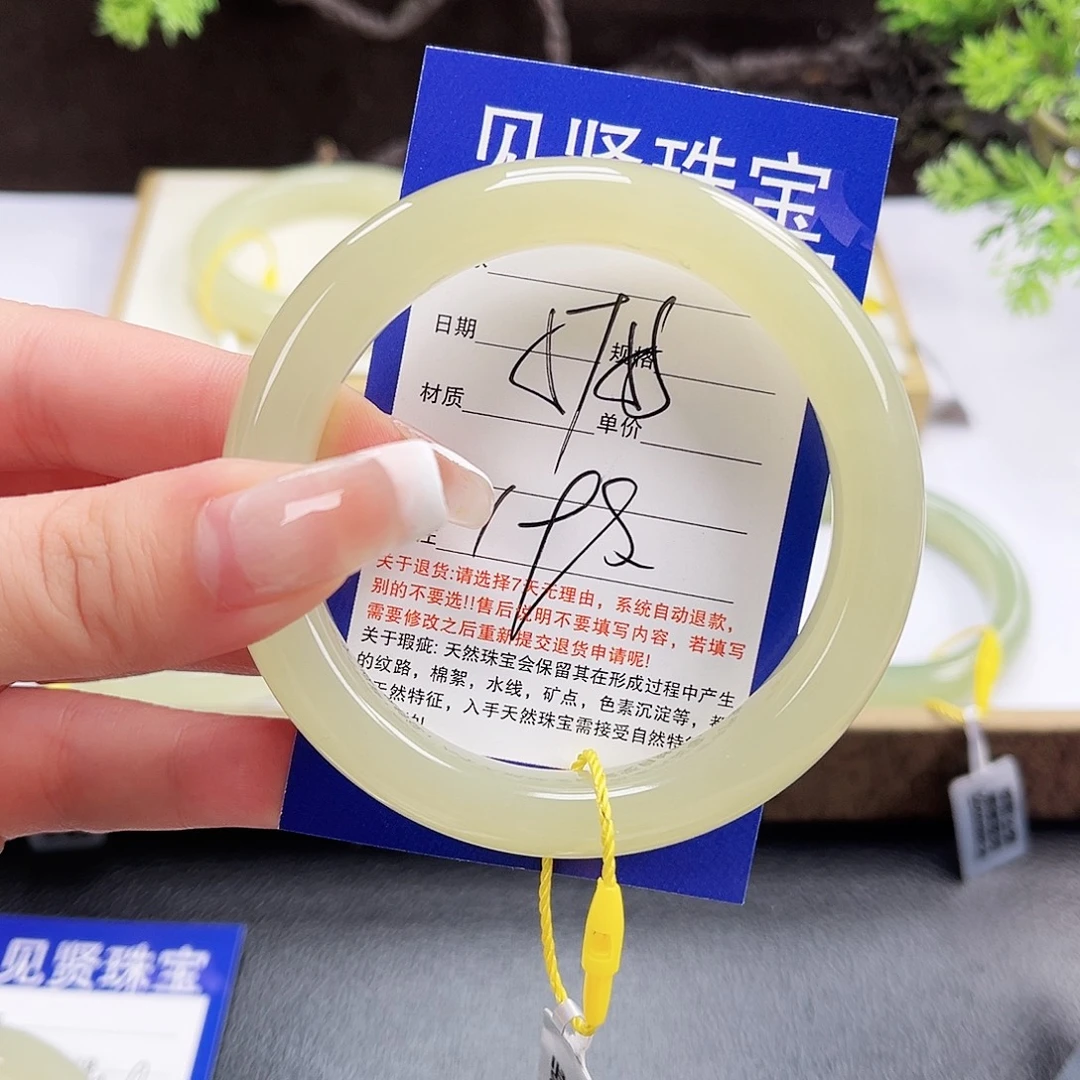 见贤珠宝
日期
规格
材质
单价
关于退货:请选择7天无理由，系统自动退款，
别的不要选!!售后说明不要填写内容，若填写
需要修改之后重新提交退货申请呢!
关于瑕疵: 天然珠宝会保留其在形成过程中产生
的纹路，棉絮，水线，矿点，色素沉淀等，
天然特征，入手天然珠宝需接受自然特
见贤珠宝